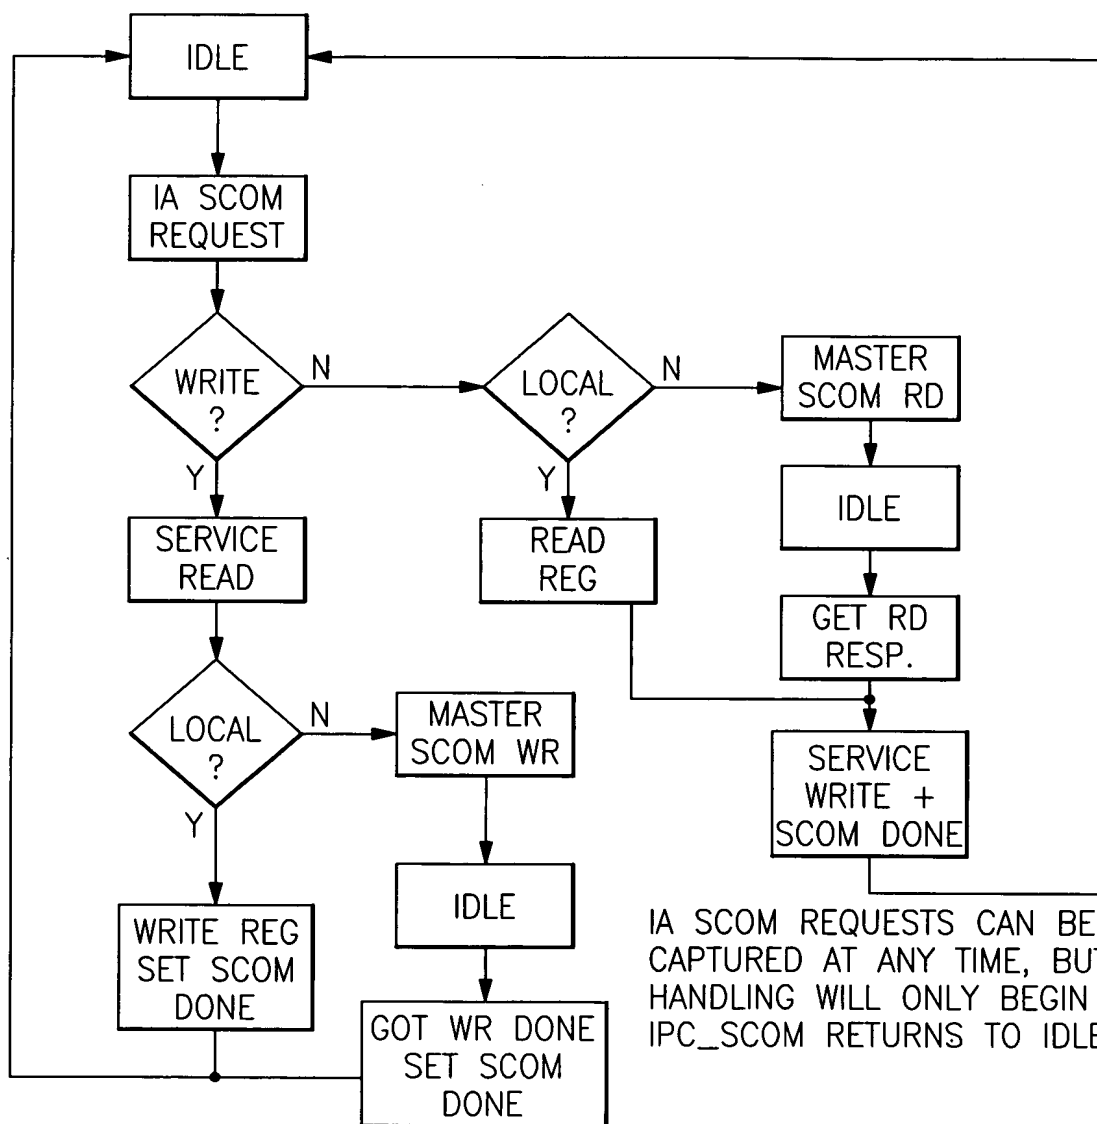 IDLE
IA SCOM
REQUEST
WRITE
?
N
Y
LOCAL
?
N
Y
MASTER
SCOM RD
IDLE
GET RD
RESP.
READ
REG
SERVICE
WRITE +
SCOM DONE
SERVICE
READ
LOCAL
?
N
Y
MASTER
SCOM WR
IDLE
GOT WR DONE
SET SCOM
DONE
WRITE REG
SET SCOM
DONE
IA SCOM REQUESTS CAN BE
CAPTURED AT ANY TIME, BUT
HANDLING WILL ONLY BEGIN
IPC_SCOM RETURNS TO IDLE